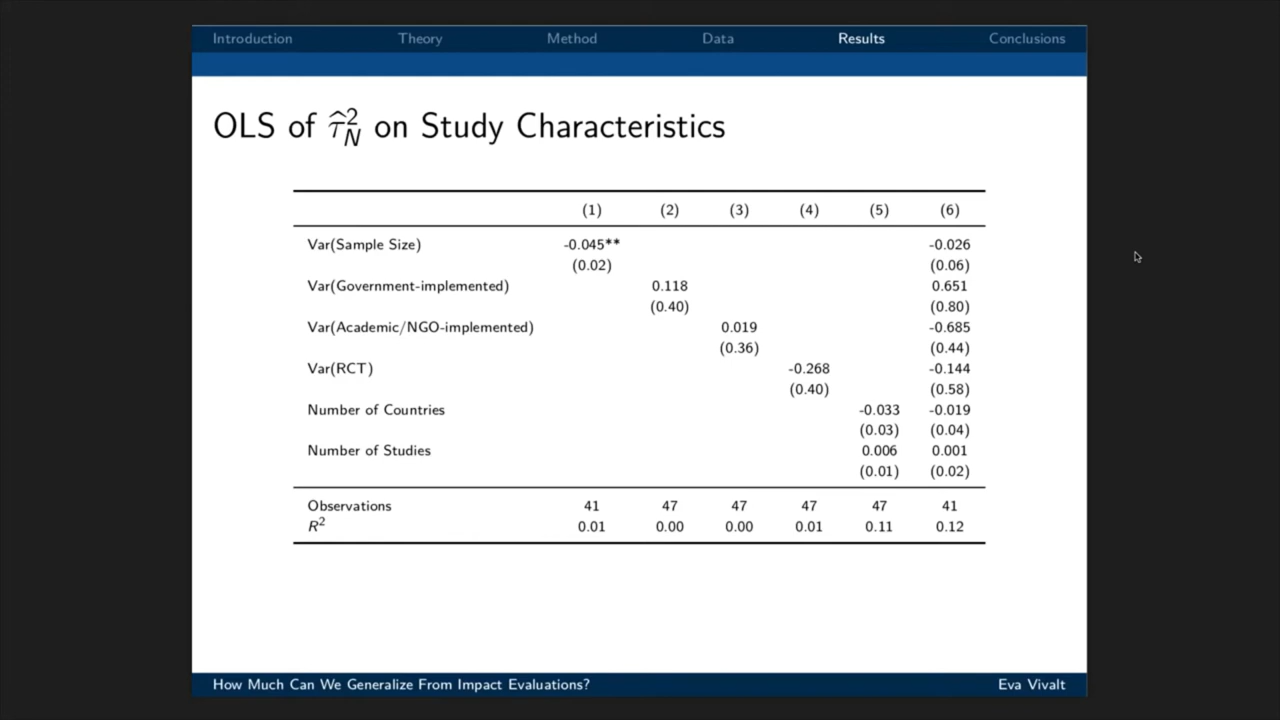 Introduction Theory Method Data Results Conclusions
OLS of τ̂²_N on Study Characteristics
(1) (2) (3) (4) (5) (6)
Var(Sample Size) -0.045** -0.026
(0.02) (0.06)
Var(Government-implemented) 0.118 0.651
(0.40) (0.80)
Var(Academic/NGO-implemented) 0.019 -0.685
(0.36) (0.44)
Var(RCT) -0.268 -0.144
(0.40) (0.58)
Number of Countries -0.033 -0.019
(0.03) (0.04)
Number of Studies 0.006 0.001
(0.01) (0.02)
Observations 41 47 47 47 47 41
R² 0.01 0.00 0.00 0.01 0.11 0.12
How Much Can We Generalize From Impact Evaluations? Eva Vivalt